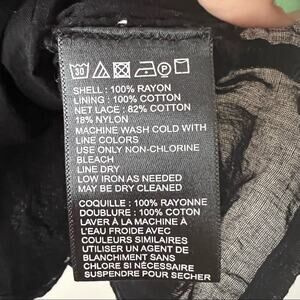 30 P
SHELL : 100% RAYON
LINING : 100% COTTON
NET LACE : 82% COTTON
18% NYLON
MACHINE WASH COLD WITH
LINE COLORS
USE ONLY NON-CHLORINE
BLEACH
LINE DRY
LOW IRON AS NEEDED
MAY BE DRY CLEANED
COQUILLE : 100% RAYONNE
DOUBLURE : 100% COTON
LAVER À LA MACHINE À
L'EAU FROIDE AVEC
COULEURS SIMILAIRES
UTILISER UN AGENT DE
BLANCHIMENT SANS
CHLORE SI NÉCESSAIRE
SUSPENDRE POUR SÉCHER